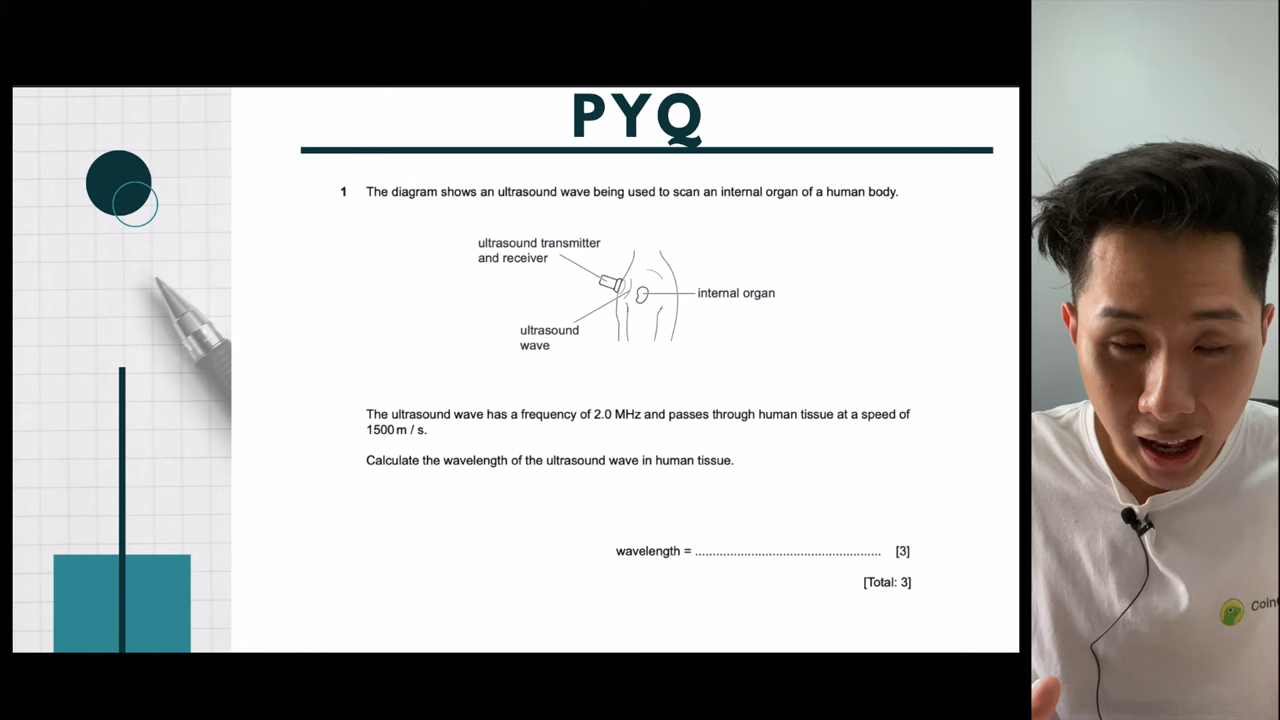 PYQ
1 The diagram shows an ultrasound wave being used to scan an internal organ of a human body.
ultrasound transmitter
and receiver
internal organ
ultrasound
wave
The ultrasound wave has a frequency of 2.0 MHz and passes through human tissue at a speed of
1500 m / s.
Calculate the wavelength of the ultrasound wave in human tissue.
wavelength = ..................................................... [3]
[Total: 3]